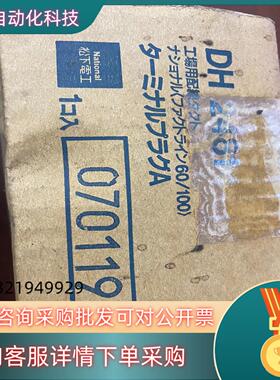 自动化科技
DH
工場用配線ダクト
ナショナル(ファクトライン60/100)
ターミナルプラグA
National
松下電工
1コ入
070119
321949929
咨询采购批发可对公开票
客服详情下单采购